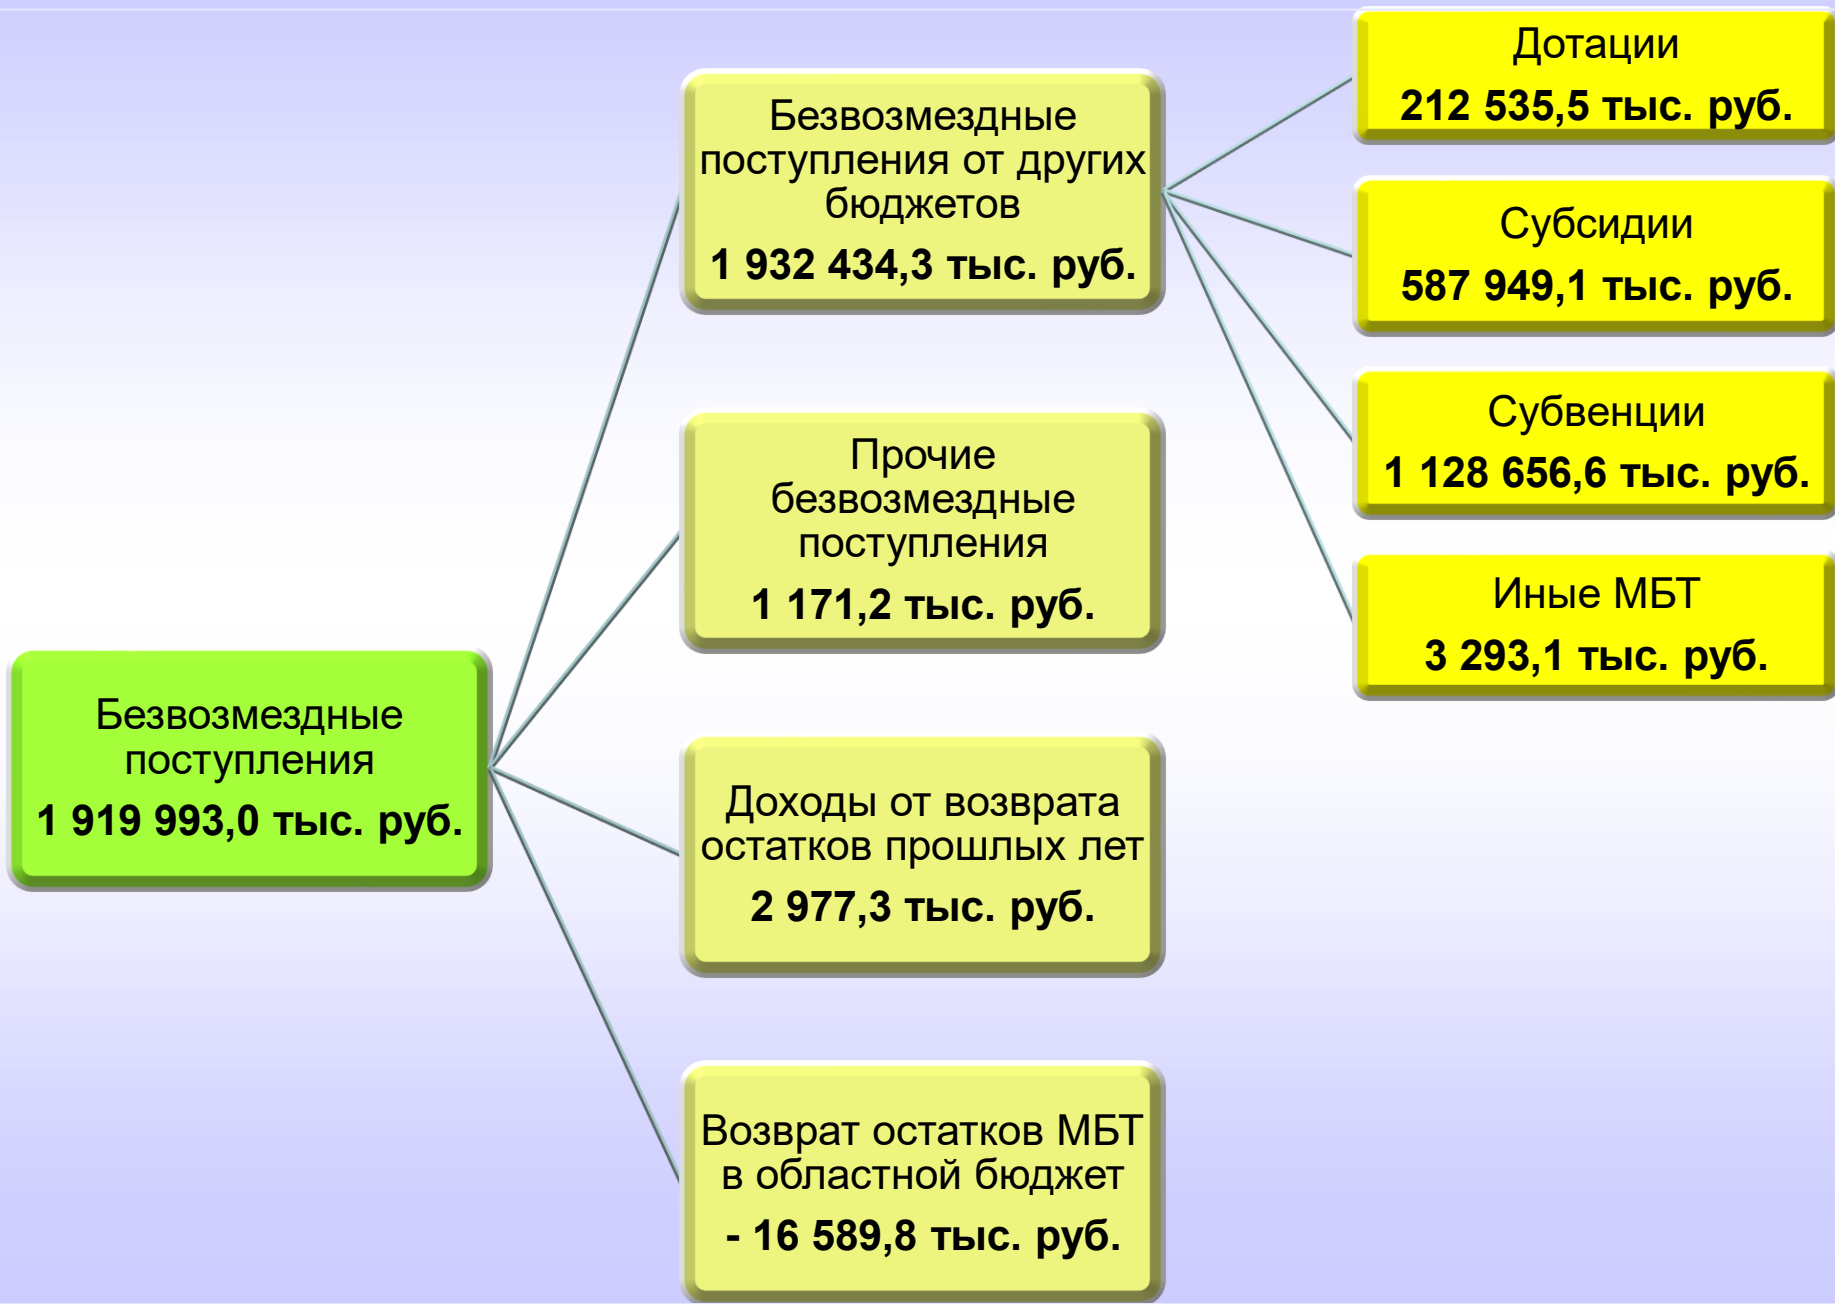 Безвозмездные
поступления
1 919 993,0 тыс. руб.
Безвозмездные
поступления от других
бюджетов
1 932 434,3 тыс. руб.
Прочие
безвозмездные
поступления
1 171,2 тыс. руб.
Доходы от возврата
остатков прошлых лет
2 977,3 тыс. руб.
Возврат остатков МБТ
в областной бюджет
- 16 589,8 тыс. руб.
Дотации
212 535,5 тыс. руб.
Субсидии
587 949,1 тыс. руб.
Субвенции
1 128 656,6 тыс. руб.
Иные МБТ
3 293,1 тыс. руб.